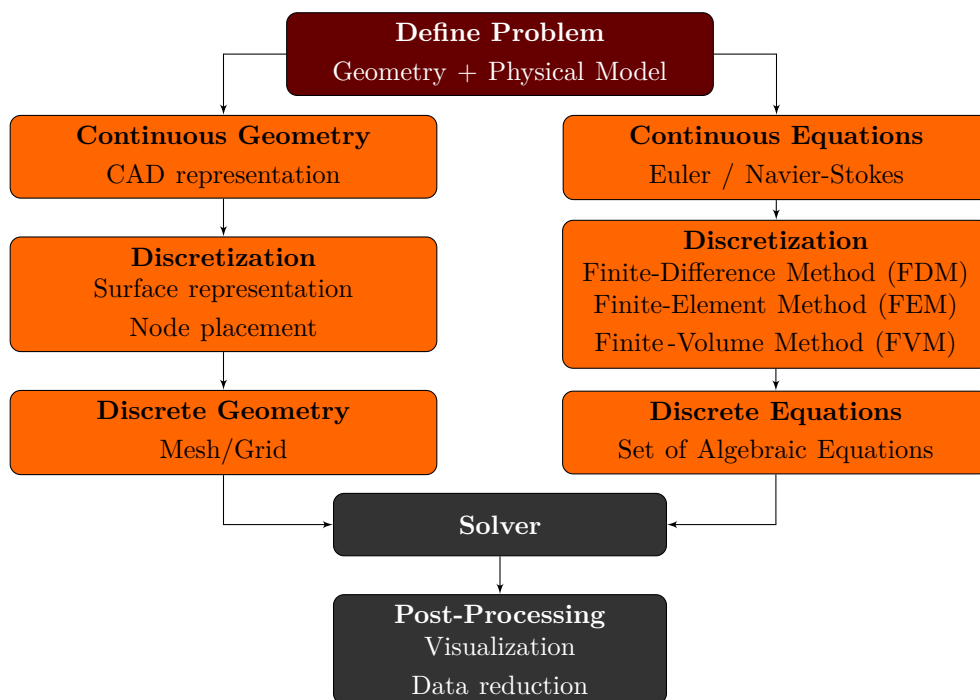 Define Problem
Geometry + Physical Model
Continuous Geometry
CAD representation
Continuous Equations
Euler / Navier-Stokes
Discretization
Surface representation
Node placement
Discretization
Finite-Difference Method (FDM)
Finite-Element Method (FEM)
Finite-Volume Method (FVM)
Discrete Geometry
Mesh/Grid
Discrete Equations
Set of Algebraic Equations
Solver
Post-Processing
Visualization
Data reduction